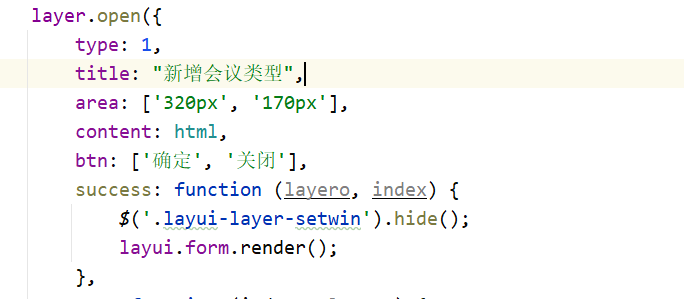 layer.open({
type: 1,
title: "新增会议类型",
area: ['320px', '170px'],
content: html,
btn: ['确定', '关闭'],
success: function (layero, index) {
$('.layui-layer-setwin').hide();
layui.form.render();
},